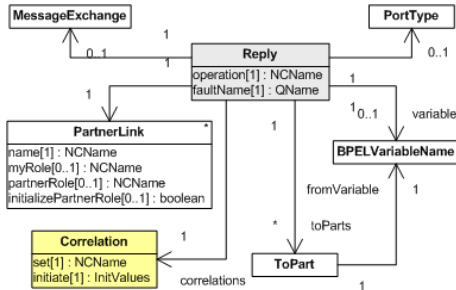 MessageExchange
PortType
1
0..1
1
0..1
Reply
operation[1] : NCName
faultName[1] : QName
1
1
1
1
0..1
variable
PartnerLink
*
name[1] : NCName
myRole[0..1] : NCName
partnerRole[0..1] : NCName
initializePartnerRole[0..1] : boolean
BPELVariableName
fromVariable
1
Correlation
set[1] : NCName
initiate[1] : InitValues
1
correlations
*
toParts
ToPart
1